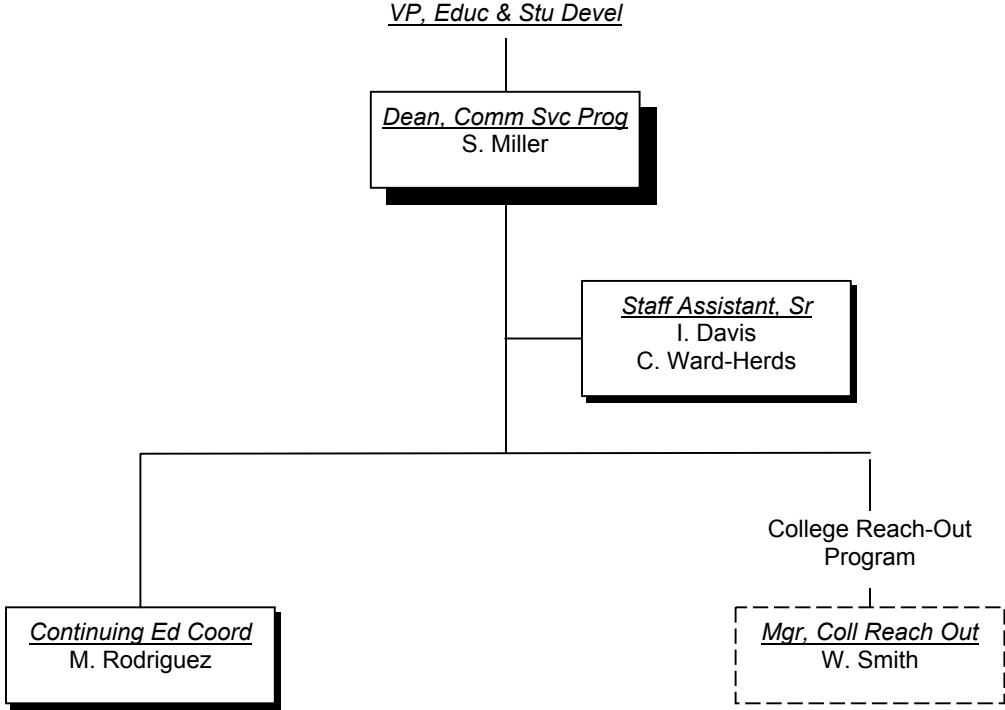 VP, Educ & Stu Devel
Dean, Comm Svc Prog
S. Miller
Staff Assistant, Sr
I. Davis
C. Ward-Herds
College Reach-Out
Program
Continuing Ed Coord
M. Rodriguez
Mgr, Coll Reach Out
W. Smith